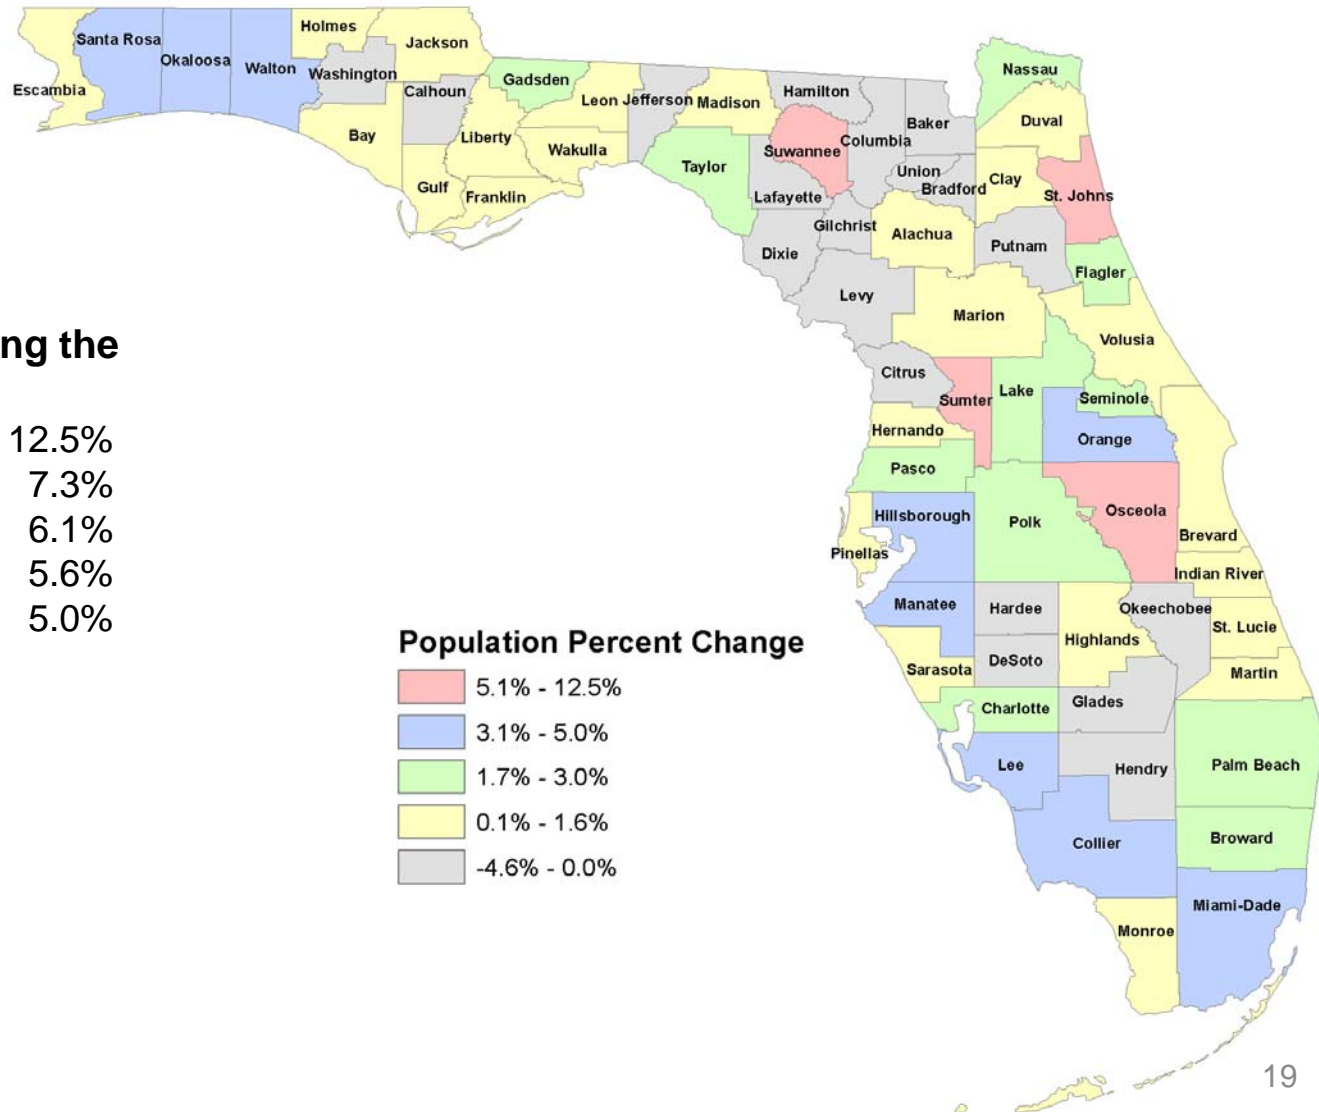 Holmes
Santa Rosa
Jackson
Okaloosa
Walton
Washington
Escambia
Calhoun
Gadsden
Leon
Jefferson
Madison
Hamilton
Nassau
Bay
Liberty
Wakulla
Gulf
Franklin
Taylor
Suwannee
Columbia
Baker
Duval
Lafayette
Union
Bradford
Clay
St. Johns
Gilchrist
Alachua
Dixie
Putnam
Flagler
Levy
Marion
Volusia
Citrus
Sumter
Lake
Seminole
Hernando
Orange
Pasco
Hillsborough
Polk
Osceola
Pinellas
Brevard
Indian River
Manatee
Hardee
Okeechobee
Highlands
St. Lucie
Sarasota
DeSoto
Martin
Charlotte
Glades
Lee
Hendry
Palm Beach
Collier
Broward
Miami-Dade
Monroe
ng the
12.5%
7.3%
6.1%
5.6%
5.0%
Population Percent Change
5.1% - 12.5%
3.1% - 5.0%
1.7% - 3.0%
0.1% - 1.6%
-4.6% - 0.0%
19